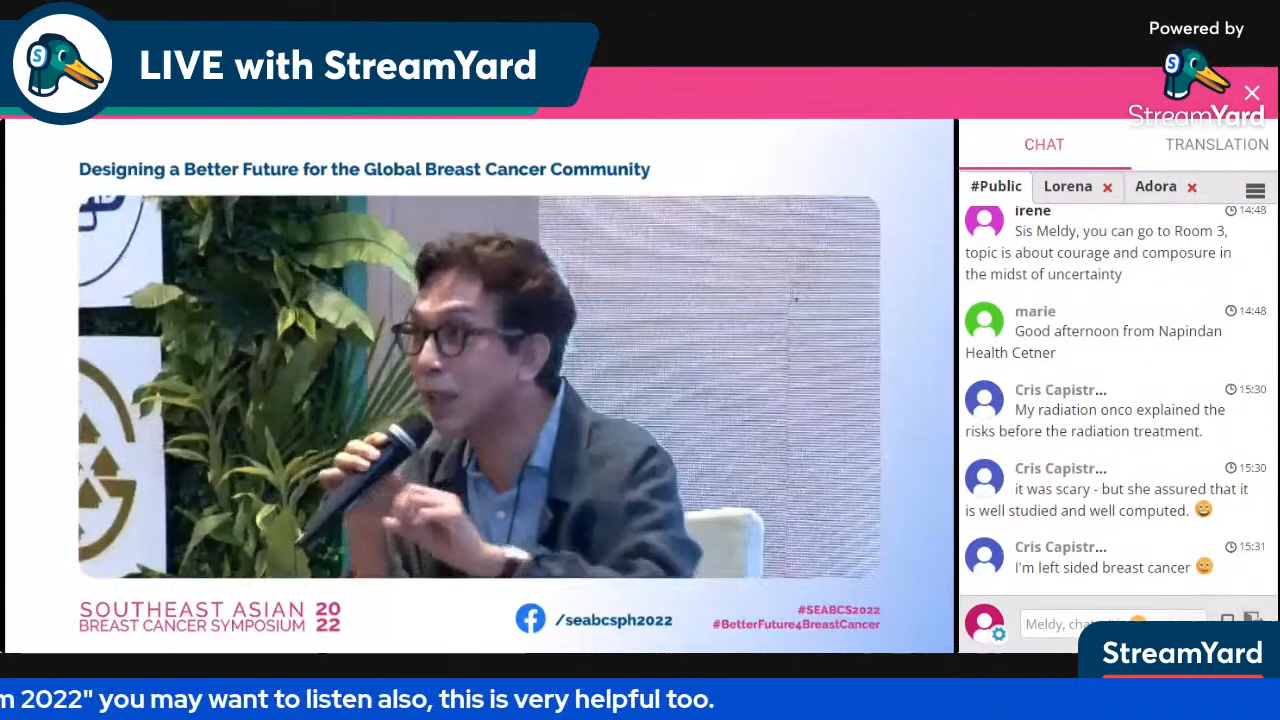 LIVE with StreamYard
Powered by
StreamYard
Designing a Better Future for the Global Breast Cancer Community
CHAT
TRANSLATION
#Public
Lorena
Adora
irene
14:48
Sis Meldy, you can go to Room 3,
topic is about courage and composure in
the midst of uncertainty
marie
14:48
Good afternoon from Napindan
Health Cetner
Cris Capistr...
15:30
My radiation onco explained the
risks before the radiation treatment.
Cris Capistr...
15:30
it was scary - but she assured that it
is well studied and well computed. 😀
Cris Capistr...
15:31
I'm left sided breast cancer 😀
SOUTHEAST ASIAN
BREAST CANCER SYMPOSIUM
20
22
/seabcsph2022
#SEABCS2022
#BetterFuture4BreastCancer
Meldy,
StreamYard
m 2022" you may want to listen also, this is very helpful too.